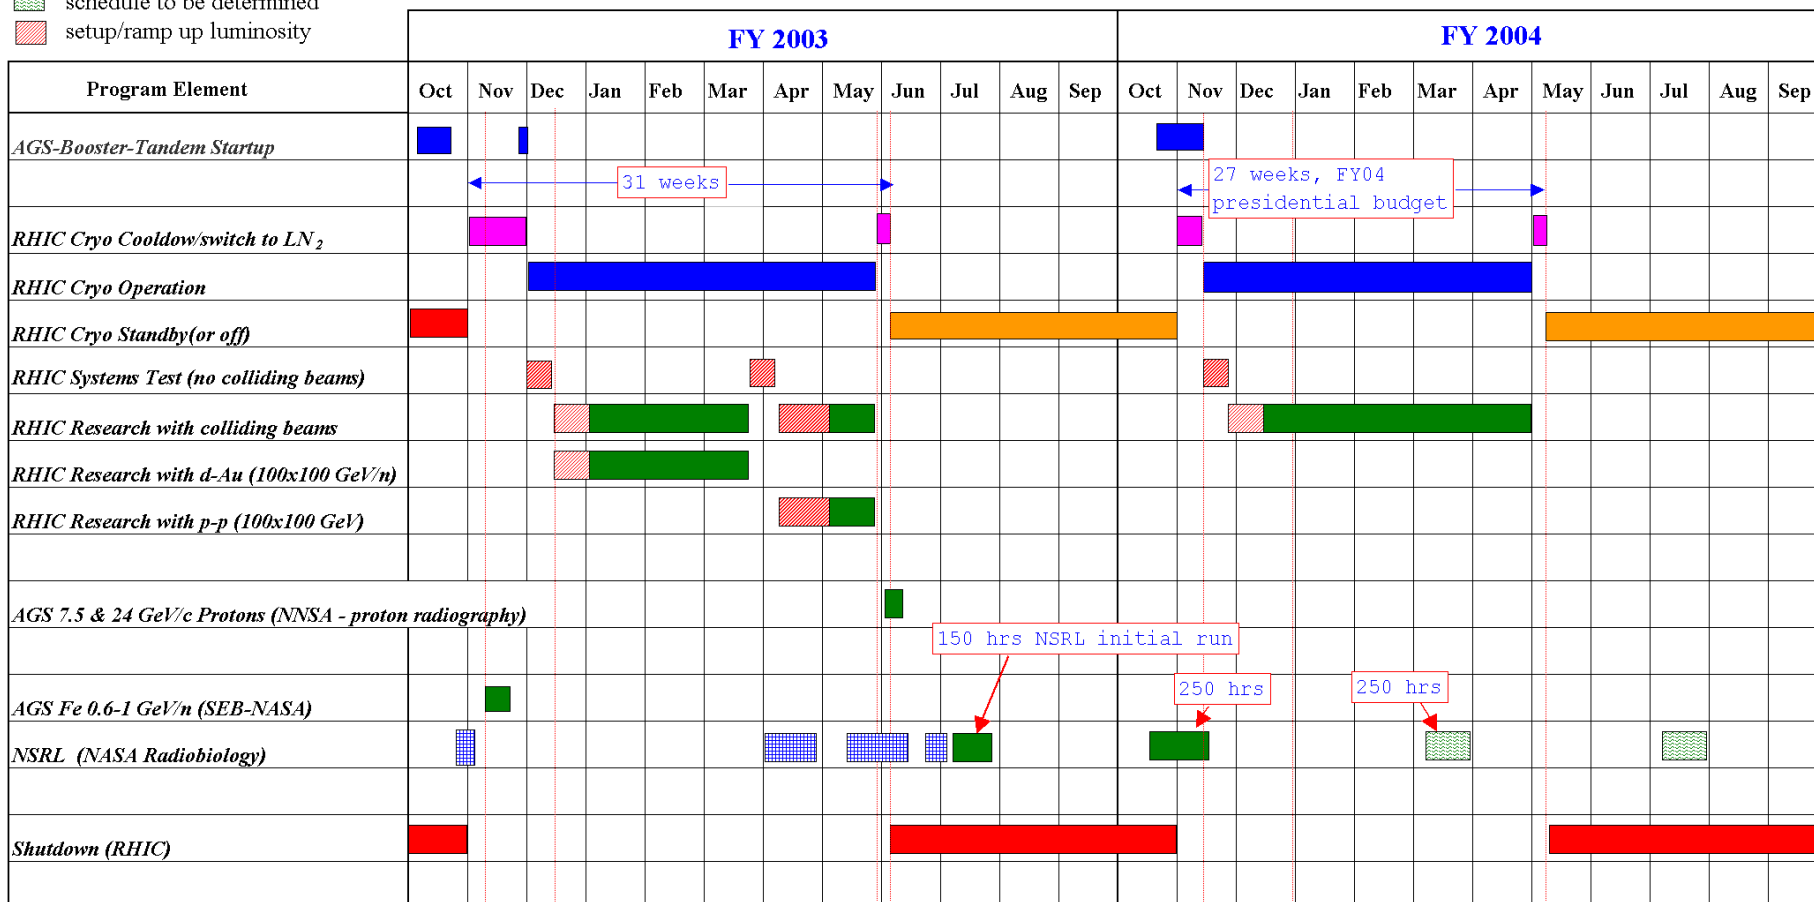 schedule to be determined
setup/ramp up luminosity
FY 2003
FY 2004
Program Element
Oct Nov Dec Jan Feb Mar Apr May Jun Jul Aug Sep Oct Nov Dec Jan Feb Mar Apr May Jun Jul Aug Sep
AGS-Booster-Tandem Startup
31 weeks
27 weeks, FY04
presidential budget
RHIC Cryo Cooldow/switch to LN2
RHIC Cryo Operation
RHIC Cryo Standby(or off)
RHIC Systems Test (no colliding beams)
RHIC Research with colliding beams
RHIC Research with d-Au (100x100 GeV/n)
RHIC Research with p-p (100x100 GeV)
AGS 7.5 & 24 GeV/c Protons (NNSA - proton radiography)
150 hrs NSRL initial run
250 hrs
250 hrs
AGS Fe 0.6-1 GeV/n (SEB-NASA)
NSRL (NASA Radiobiology)
Shutdown (RHIC)